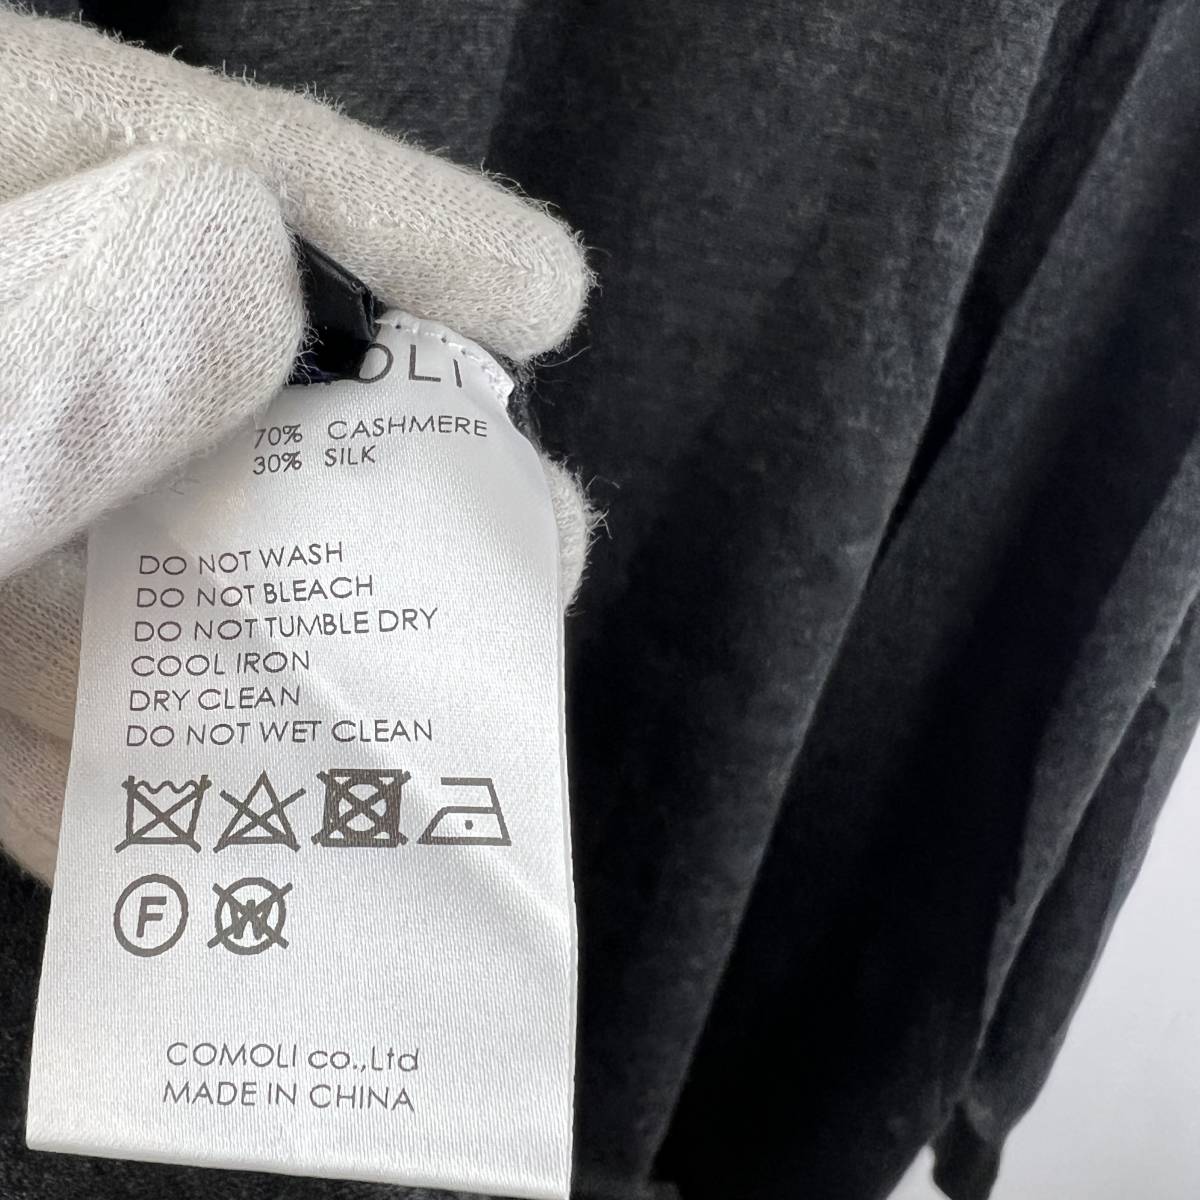 OLI
70% CASHMERE
30% SILK
DO NOT WASH
DO NOT BLEACH
DO NOT TUMBLE DRY
COOL IRON
DRY CLEAN
DO NOT WET CLEAN
F W
COMOLI co.,Ltd
MADE IN CHINA